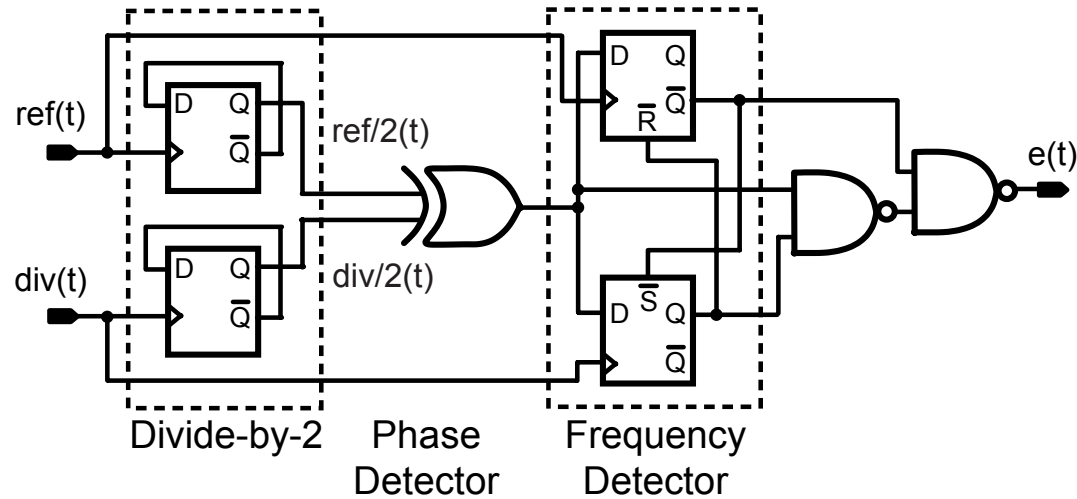 D Q
D Q
ref(t)
Q̅
Q̅
R̅
ref/2(t)
e(t)
D Q
div/2(t)
div(t)
Q̅
S̅
D Q
Q̅
Divide-by-2
Phase
Detector
Frequency
Detector